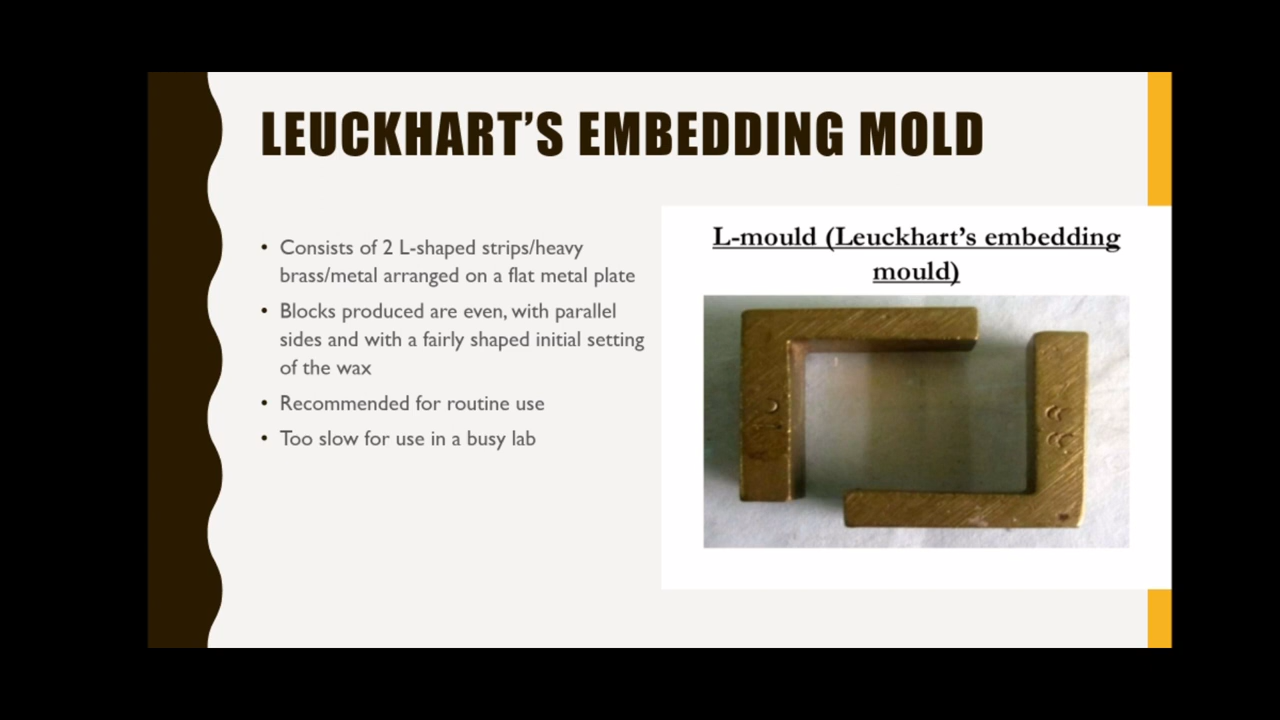 LEUCKHART’S EMBEDDING MOLD
• Consists of 2 L-shaped strips/heavy
brass/metal arranged on a flat metal plate
• Blocks produced are even, with parallel
sides and with a fairly shaped initial setting
of the wax
• Recommended for routine use
• Too slow for use in a busy lab
L-mould (Leuckhart’s embedding
mould)